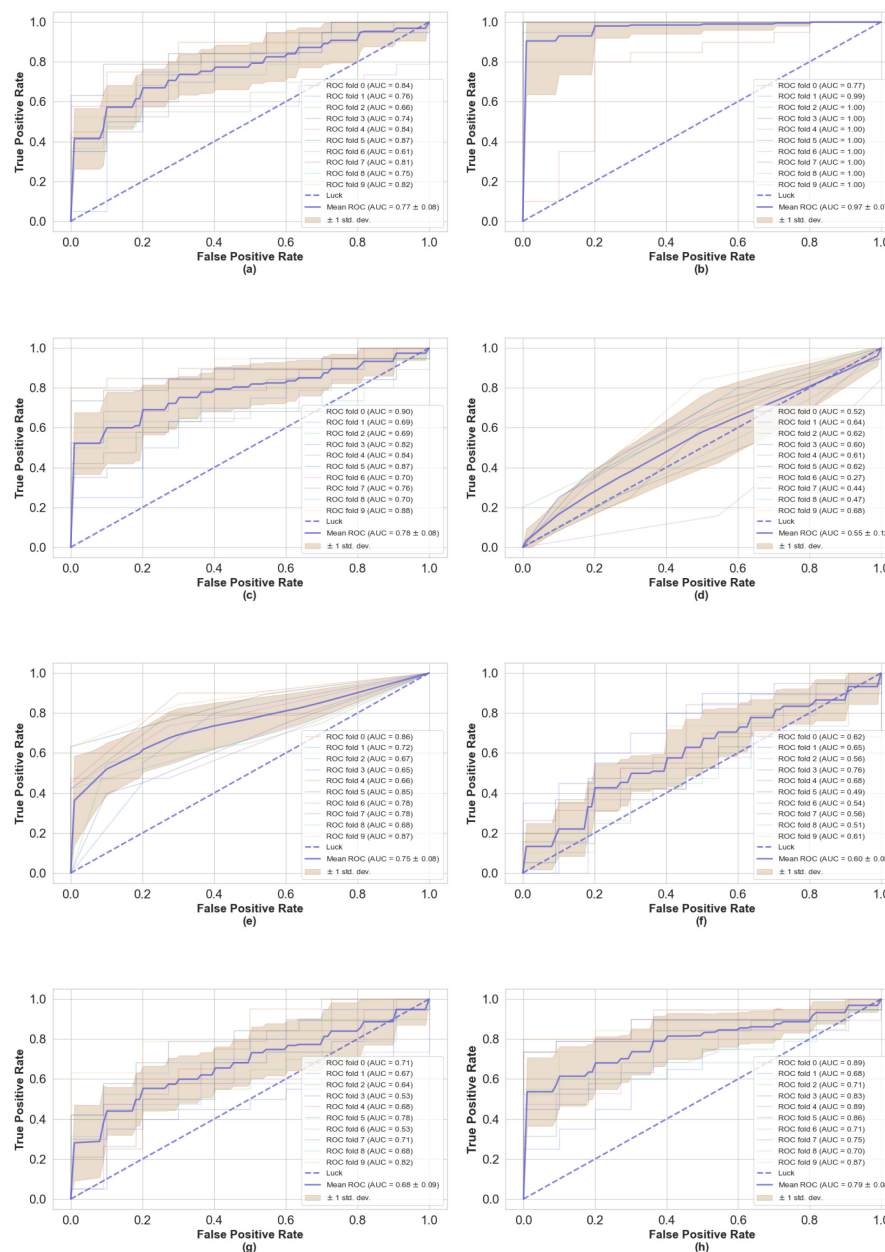 True Positive Rate
1.0
0.8
0.6
0.4
0.2
0.0
ROC fold 0 (AUC = 0.84)
ROC fold 1 (AUC = 0.76)
ROC fold 2 (AUC = 0.66)
ROC fold 3 (AUC = 0.74)
ROC fold 4 (AUC = 0.84)
ROC fold 5 (AUC = 0.87)
ROC fold 6 (AUC = 0.61)
ROC fold 7 (AUC = 0.81)
ROC fold 8 (AUC = 0.75)
ROC fold 9 (AUC = 0.82)
Luck
Mean ROC (AUC = 0.77 ± 0.08)
± 1 std. dev.
0.0 0.2 0.4 0.6 0.8 1.0
False Positive Rate
(a)
True Positive Rate
1.0
0.8
0.6
0.4
0.2
0.0
ROC fold 0 (AUC = 0.77)
ROC fold 1 (AUC = 0.99)
ROC fold 2 (AUC = 1.00)
ROC fold 3 (AUC = 1.00)
ROC fold 4 (AUC = 1.00)
ROC fold 5 (AUC = 1.00)
ROC fold 6 (AUC = 1.00)
ROC fold 7 (AUC = 1.00)
ROC fold 8 (AUC = 1.00)
ROC fold 9 (AUC = 1.00)
Luck
Mean ROC (AUC = 0.97 ± 0.07
± 1 std. dev.
0.0 0.2 0.4 0.6 0.8 1.0
False Positive Rate
(b)
True Positive Rate
1.0
0.8
0.6
0.4
0.2
0.0
ROC fold 0 (AUC = 0.90)
ROC fold 1 (AUC = 0.69)
ROC fold 2 (AUC = 0.69)
ROC fold 3 (AUC = 0.82)
ROC fold 4 (AUC = 0.84)
ROC fold 5 (AUC = 0.87)
ROC fold 6 (AUC = 0.70)
ROC fold 7 (AUC = 0.76)
ROC fold 8 (AUC = 0.70)
ROC fold 9 (AUC = 0.88)
Luck
Mean ROC (AUC = 0.78 ± 0.08)
± 1 std. dev.
0.0 0.2 0.4 0.6 0.8 1.0
False Positive Rate
(c)
True Positive Rate
1.0
0.8
0.6
0.4
0.2
0.0
ROC fold 0 (AUC = 0.52)
ROC fold 1 (AUC = 0.64)
ROC fold 2 (AUC = 0.62)
ROC fold 3 (AUC = 0.60)
ROC fold 4 (AUC = 0.61)
ROC fold 5 (AUC = 0.62)
ROC fold 6 (AUC = 0.27)
ROC fold 7 (AUC = 0.44)
ROC fold 8 (AUC = 0.47)
ROC fold 9 (AUC = 0.68)
Luck
Mean ROC (AUC = 0.55 ± 0.12
± 1 std. dev.
0.0 0.2 0.4 0.6 0.8 1.0
False Positive Rate
(d)
True Positive Rate
1.0
0.8
0.6
0.4
0.2
0.0
ROC fold 0 (AUC = 0.86)
ROC fold 1 (AUC = 0.72)
ROC fold 2 (AUC = 0.67)
ROC fold 3 (AUC = 0.65)
ROC fold 4 (AUC = 0.66)
ROC fold 5 (AUC = 0.85)
ROC fold 6 (AUC = 0.78)
ROC fold 7 (AUC = 0.78)
ROC fold 8 (AUC = 0.68)
ROC fold 9 (AUC = 0.87)
Luck
Mean ROC (AUC = 0.75 ± 0.08)
± 1 std. dev.
0.0 0.2 0.4 0.6 0.8 1.0
False Positive Rate
(e)
True Positive Rate
1.0
0.8
0.6
0.4
0.2
0.0
ROC fold 0 (AUC = 0.62)
ROC fold 1 (AUC = 0.65)
ROC fold 2 (AUC = 0.56)
ROC fold 3 (AUC = 0.76)
ROC fold 4 (AUC = 0.68)
ROC fold 5 (AUC = 0.49)
ROC fold 6 (AUC = 0.54)
ROC fold 7 (AUC = 0.56)
ROC fold 8 (AUC = 0.51)
ROC fold 9 (AUC = 0.61)
Luck
Mean ROC (AUC = 0.60 ± 0.08
± 1 std. dev.
0.0 0.2 0.4 0.6 0.8 1.0
False Positive Rate
(f)
True Positive Rate
1.0
0.8
0.6
0.4
0.2
0.0
ROC fold 0 (AUC = 0.71)
ROC fold 1 (AUC = 0.67)
ROC fold 2 (AUC = 0.64)
ROC fold 3 (AUC = 0.53)
ROC fold 4 (AUC = 0.68)
ROC fold 5 (AUC = 0.78)
ROC fold 6 (AUC = 0.53)
ROC fold 7 (AUC = 0.71)
ROC fold 8 (AUC = 0.68)
ROC fold 9 (AUC = 0.82)
Luck
Mean ROC (AUC = 0.68 ± 0.09)
± 1 std. dev.
0.0 0.2 0.4 0.6 0.8 1.0
False Positive Rate
(g)
True Positive Rate
1.0
0.8
0.6
0.4
0.2
0.0
ROC fold 0 (AUC = 0.89)
ROC fold 1 (AUC = 0.68)
ROC fold 2 (AUC = 0.71)
ROC fold 3 (AUC = 0.83)
ROC fold 4 (AUC = 0.89)
ROC fold 5 (AUC = 0.86)
ROC fold 6 (AUC = 0.71)
ROC fold 7 (AUC = 0.75)
ROC fold 8 (AUC = 0.70)
ROC fold 9 (AUC = 0.87)
Luck
Mean ROC (AUC = 0.79 ± 0.08
± 1 std. dev.
0.0 0.2 0.4 0.6 0.8 1.0
False Positive Rate
(h)